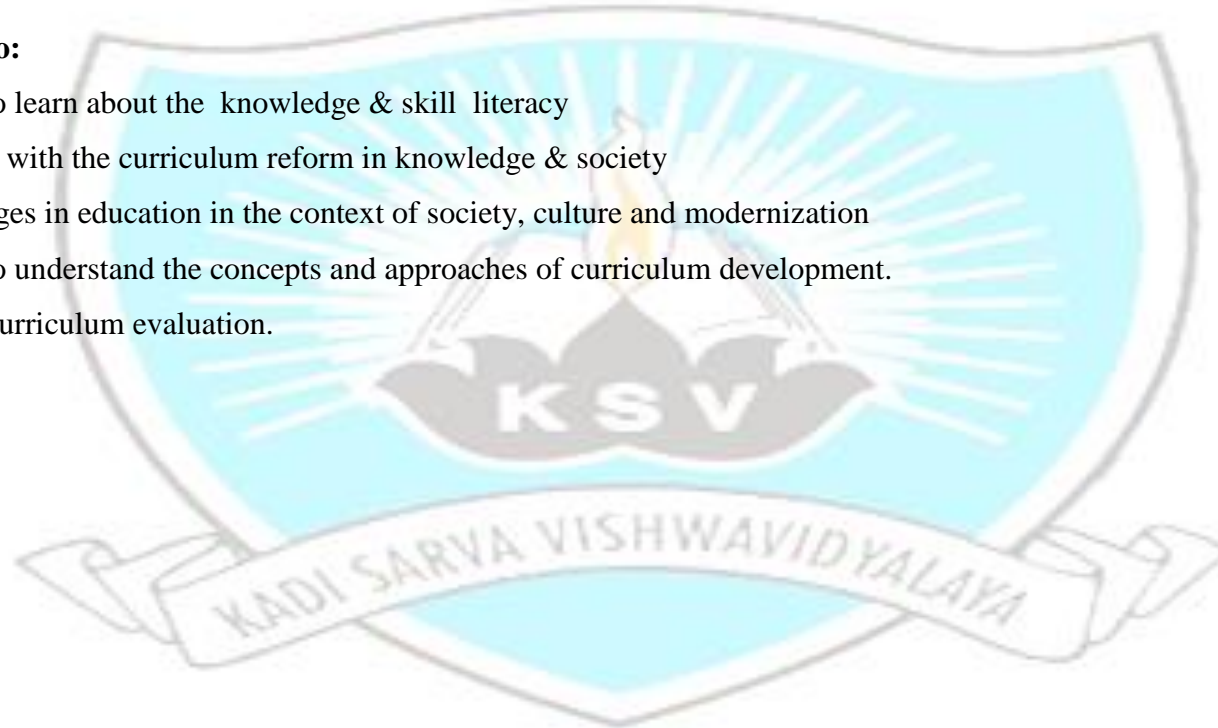 o:
o learn about the knowledge & skill literacy
with the curriculum reform in knowledge & society
ges in education in the context of society, culture and modernization
o understand the concepts and approaches of curriculum development.
urriculum evaluation.
KSV
KADI SARVA VISHWAVIDYALAYA